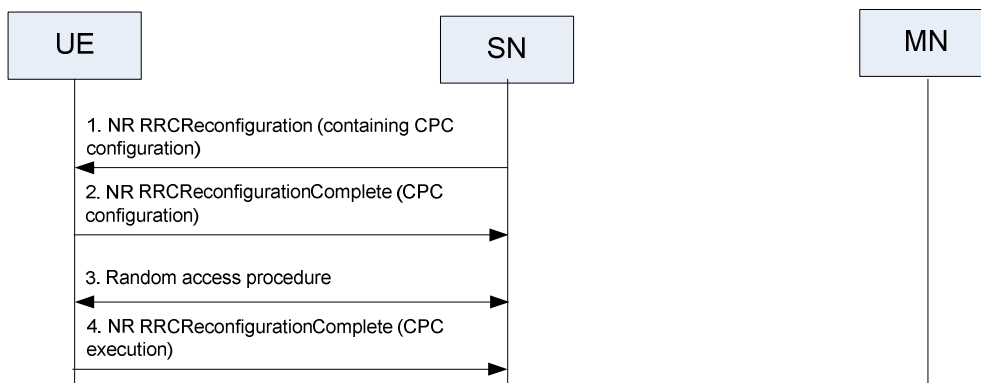 UE
SN
MN
1. NR RRCReconfiguration (containing CPC
configuration)
2. NR RRCReconfigurationComplete (CPC
configuration)
3. Random access procedure
4. NR RRCReconfigurationComplete (CPC
execution)